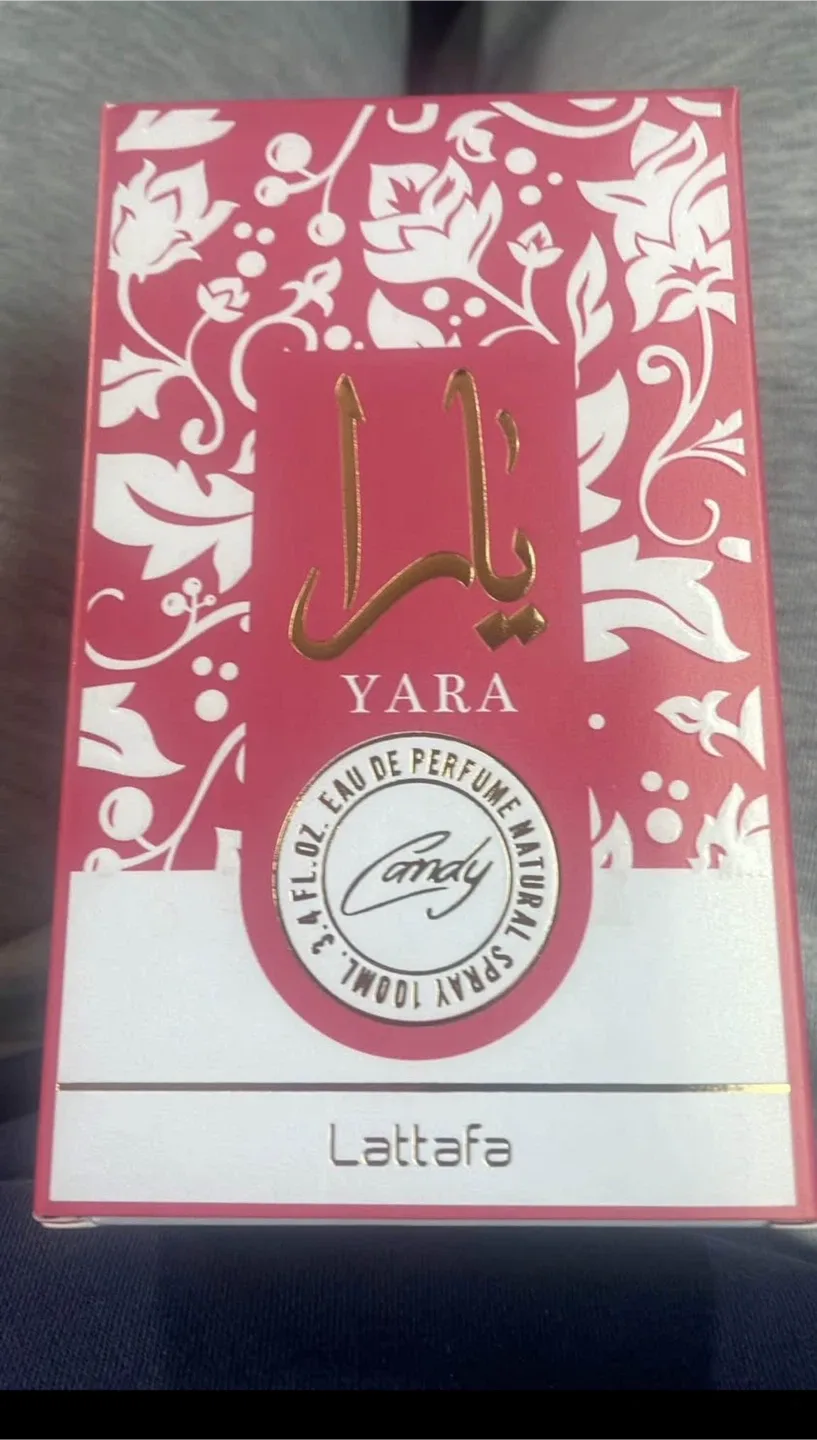 يارا
YARA
EAU DE PERFUME NATURAL SPRAY 100ML. 3.4 FL.OZ.
Candy
Lattafa